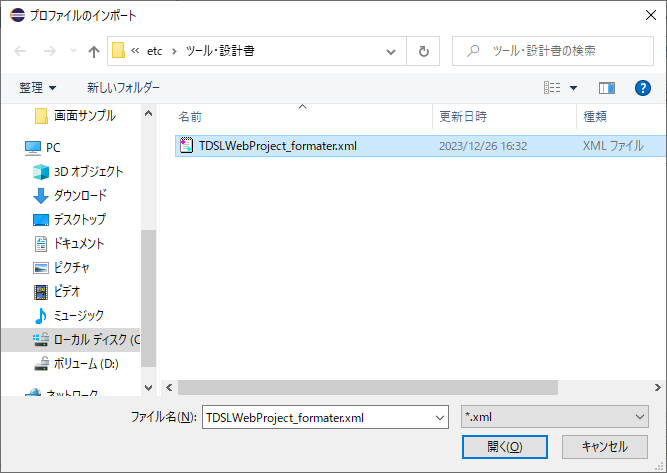 プロファイルのインポート
« etc > ツール・設計書
ツール・設計書の検索
整理 新しいフォルダー
画面サンプル
PC
3D オブジェクト
ダウンロード
デスクトップ
ドキュメント
ピクチャ
ビデオ
ミュージック
ローカル ディスク (C
ボリューム (D:)
ネットワーク
名前 更新日時 種類
TDSLWebProject_formater.xml 2023/12/26 16:32 XML ファイル
ファイル名(N): TDSLWebProject_formater.xml *.xml
開く(O) キャンセル